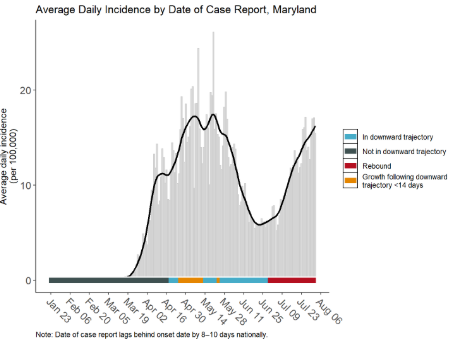 Average Daily Incidence by Date of Case Report, Maryland
Average daily incidence
per 100,000
20
10
0
Jan 23
Feb 06
Feb 20
Mar 05
Mar 19
Apr 02
Apr 16
Apr 30
May 14
May 28
Jun 11
Jun 25
Jul 09
Jul 23
Aug 06
In downward trajectory
Not in downward trajectory
Rebound
Growth following downward
trajectory <14 days
Note: Date of case report lags behind onset date by 8–10 days nationally.